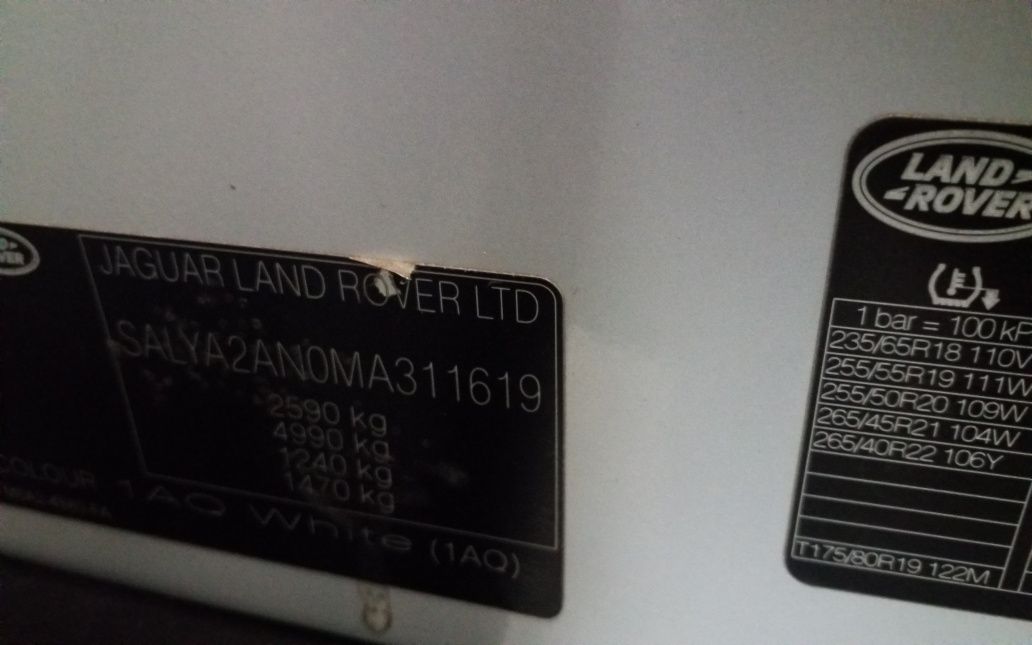 JAGUAR LAND ROVER LTD
SALYA2AN0MA311619
2590 kg
4990 kg
1240 kg
1470 kg
COLOUR 1AQ White (1AQ)
LAND
ROVER
1 bar = 100 kP
235/65R18 110V
255/55R19 111W
255/50R20 109W
265/45R21 104W
265/40R22 106Y
T175/80R19 122M